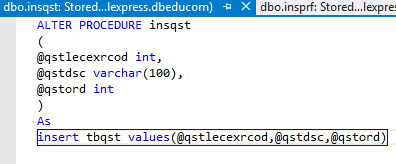 dbo.insqst: Stored...lexpress.dbeducom) dbo.insprf: Stored...lexpre
ALTER PROCEDURE insqst
(
@qstlecexrcod int,
@qstdsc varchar(100),
@qstord int
)
As
insert tbqst values(@qstlecexrcod,@qstdsc,@qstord)